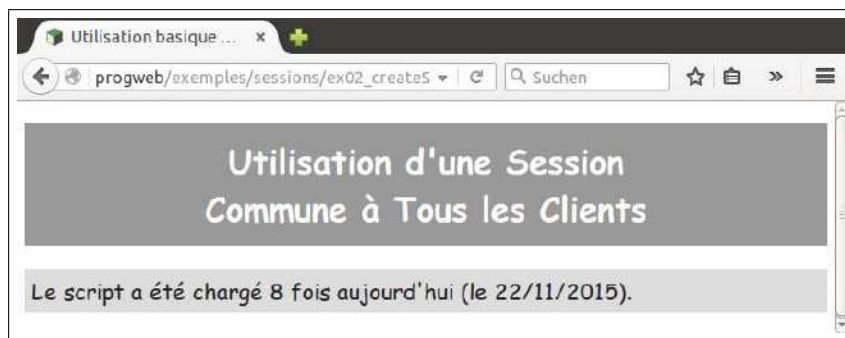 Utilisation basique ...
progweb/exemples/sessions/ex02_createS
Suchen
Utilisation d'une Session
Commune à Tous les Clients
Le script a été chargé 8 fois aujourd'hui (le 22/11/2015).